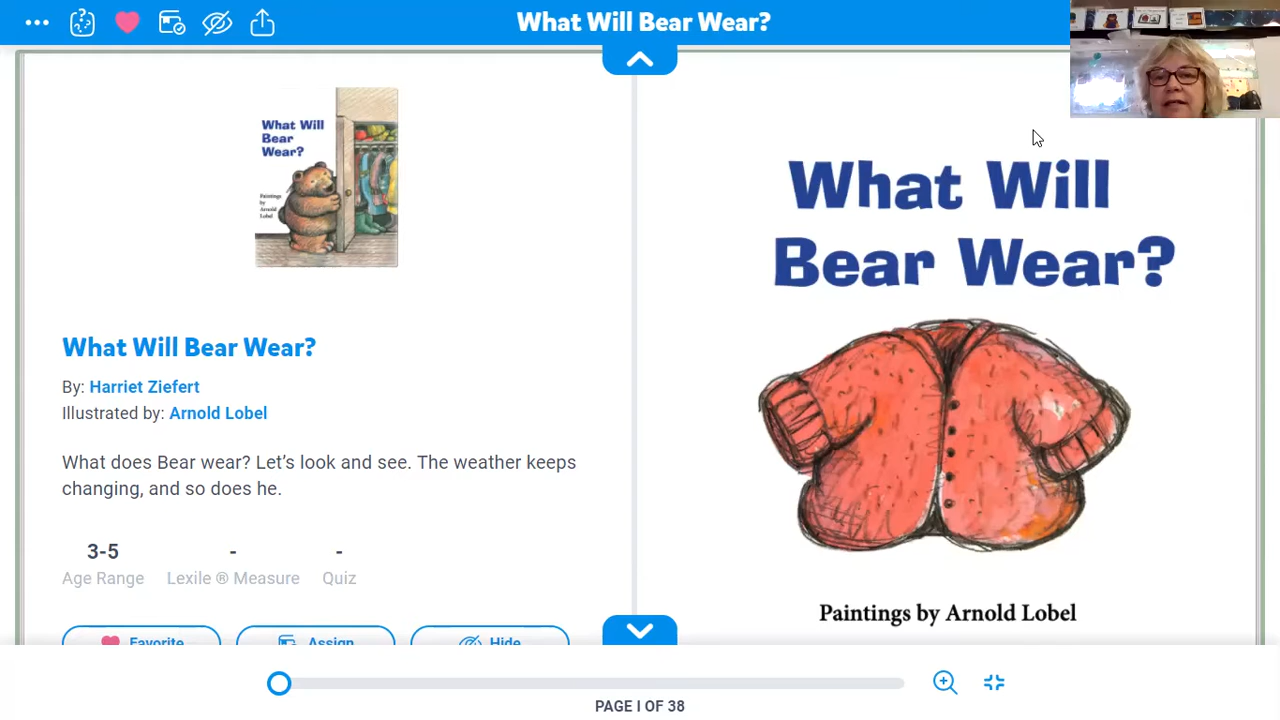 What Will Bear Wear?
What Will
Bear
Wear?
Paintings
by
Arnold
Lobel
What Will Bear Wear?
By: Harriet Ziefert
Illustrated by: Arnold Lobel
What does Bear wear? Let's look and see. The weather keeps
changing, and so does he.
3-5 - -
Age Range Lexile ® Measure Quiz
Favorite Assign Hide
What Will
Bear Wear?
Paintings by Arnold Lobel
PAGE 1 OF 38